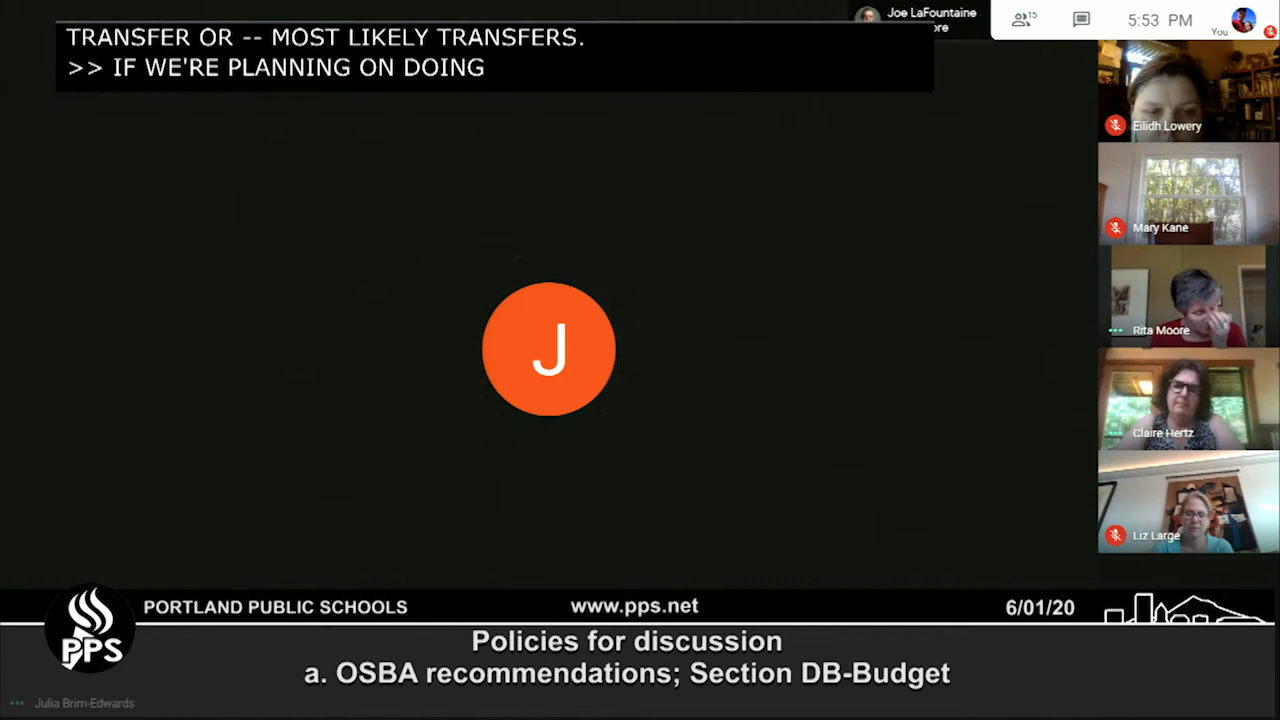 TRANSFER OR -- MOST LIKELY TRANSFERS.
>> IF WE'RE PLANNING ON DOING
Joe LaFountaine
ore
15
5:53 PM
You
Eilidh Lowery
Mary Kane
Rita Moore
Claire Hertz
Liz Large
J
PPS
PORTLAND PUBLIC SCHOOLS
www.pps.net
6/01/20
Policies for discussion
a. OSBA recommendations; Section DB-Budget
Julia Brim-Edwards